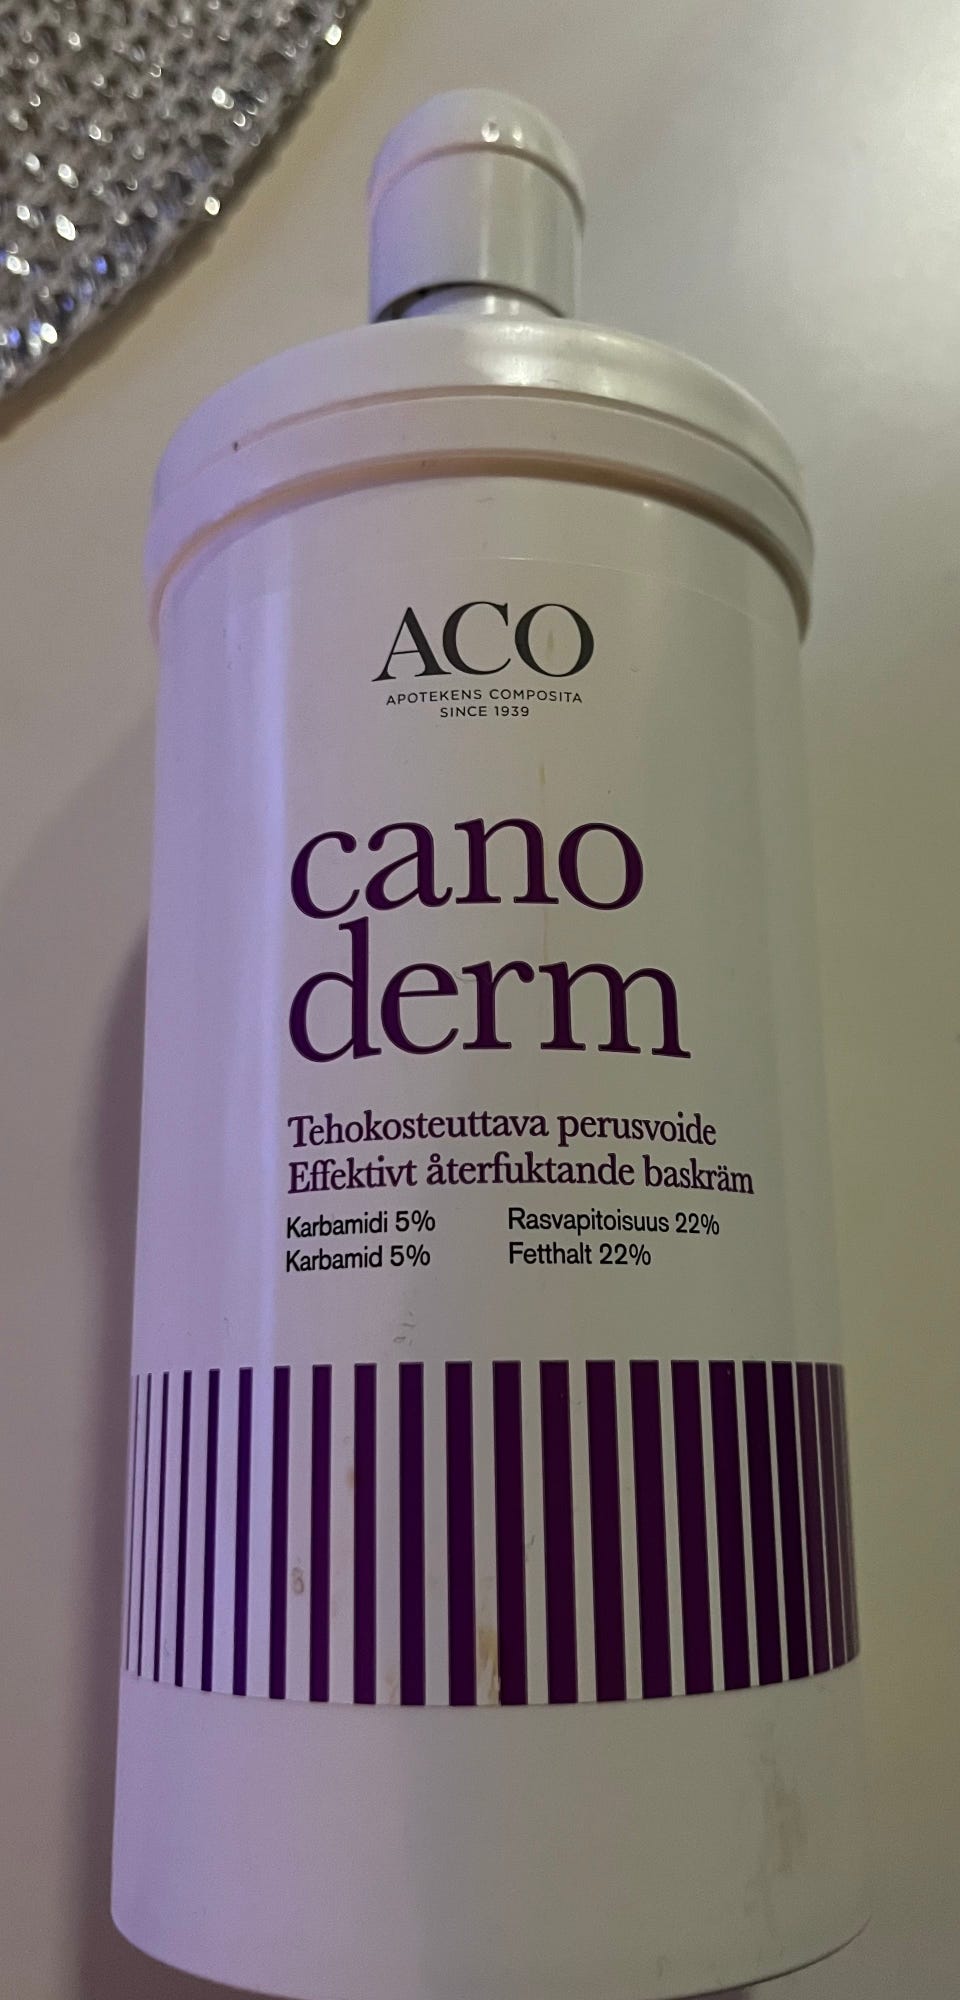 ACO
APOTEKENS COMPOSITA
SINCE 1939
cano
derm
Tehokosteuttava perusvoide
Effektivt återfuktande baskräm
Karbamidi 5%
Karbamid 5%
Rasvapitoisuus 22%
Fetthalt 22%